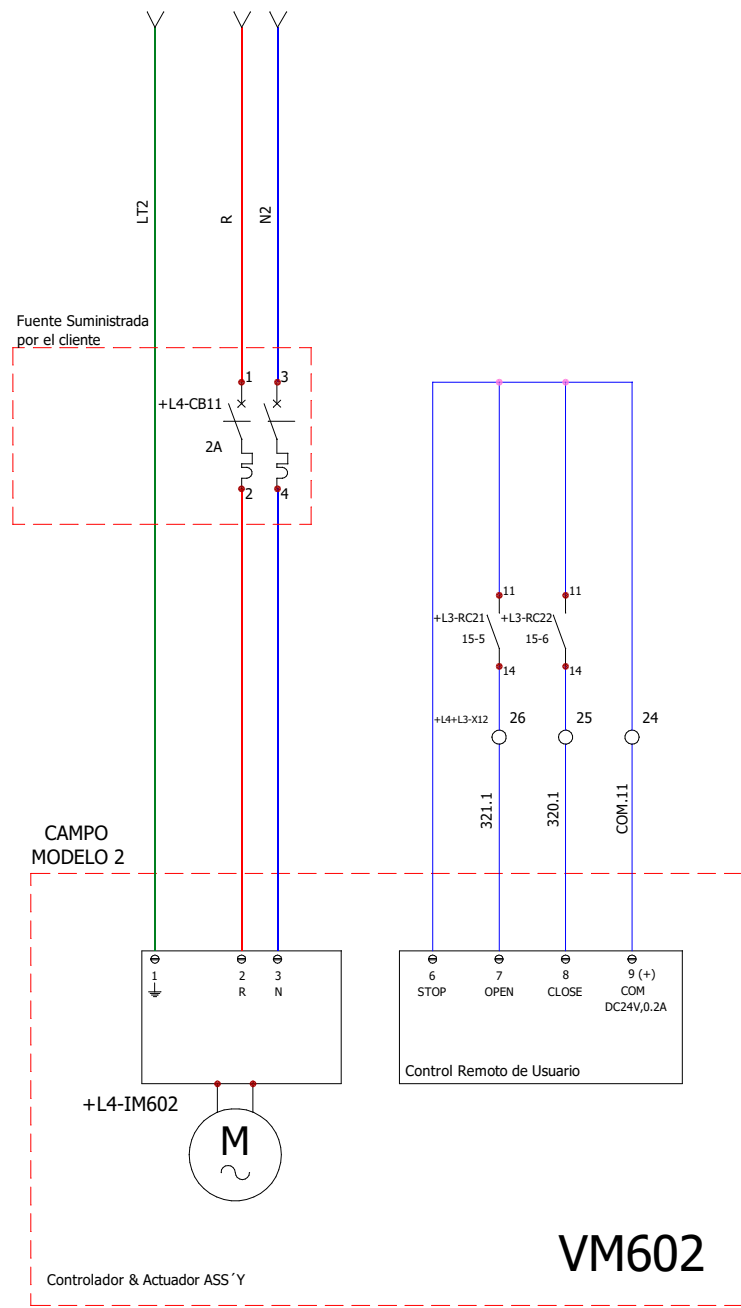 LT2
R
N2
Fuente Suministrada
por el cliente
1
3
+L4-CB11
2A
2
4
11
11
+L3-RC21
+L3-RC22
15-5
15-6
14
14
+L4+L3-X12
26
25
24
321.1
320.1
COM.11
CAMPO
MODELO 2
1
2
3
R
N
6
7
8
9 (+)
STOP
OPEN
CLOSE
COM
DC24V,0.2A
Control Remoto de Usuario
+L4-IM602
M
VM602
Controlador & Actuador ASS´Y